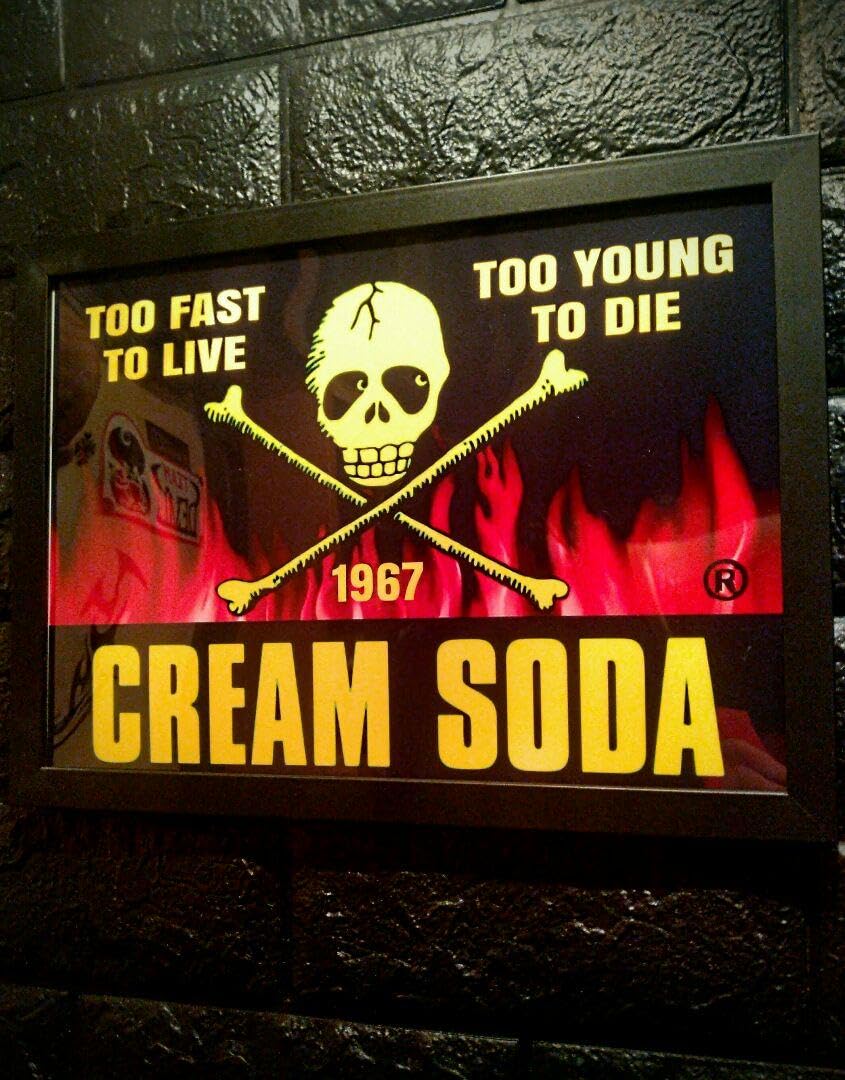 TOO FAST
TO LIVE
TOO YOUNG
TO DIE
1967
®
CREAM SODA